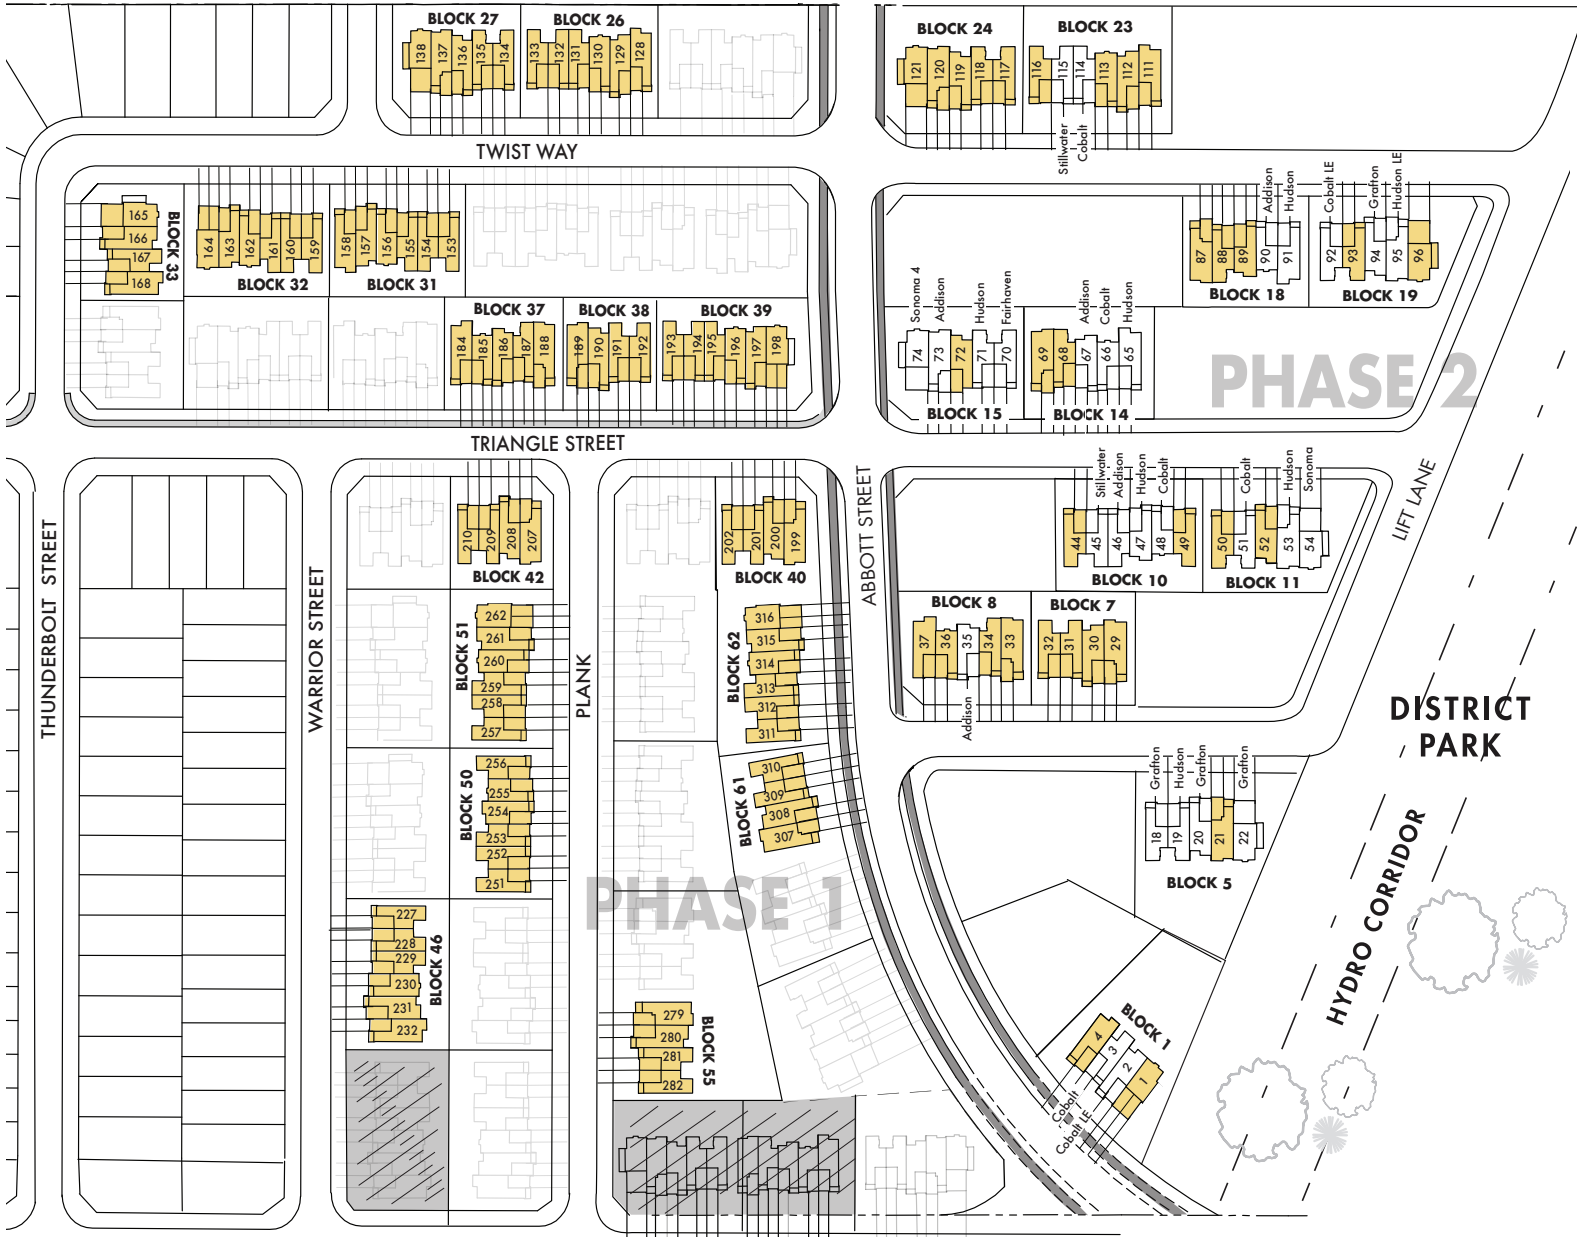 BLOCK 27
138
137
136
135
134
BLOCK 26
133
132
131
130
129
128
BLOCK 24
121
120
119
118
117
BLOCK 23
116
115
114
113
112
111
Stillwater
Cobalt
TWIST WAY
165
166
167
168
BLOCK 33
164
163
162
161
160
159
BLOCK 32
158
157
156
155
154
153
BLOCK 31
Addison
Hudson
87
88
89
90
91
BLOCK 18
Cobalt LE
Grafton
Hudson LE
92
93
94
95
96
BLOCK 19
BLOCK 37
184
185
186
187
188
BLOCK 38
189
190
191
192
BLOCK 39
193
194
195
196
197
198
Sonoma 4
Addison
Hudson
Fairhaven
74
73
72
71
70
BLOCK 15
Addison
Cobalt
Hudson
69
68
67
66
65
BLOCK 14
PHASE 2
TRIANGLE STREET
THUNDERBOLT STREET
WARRIOR STREET
PLANK
ABBOTT STREET
LIFT LANE
210
209
208
207
BLOCK 42
202
201
200
199
BLOCK 40
Stillwater
Addison
Hudson
Cobalt
44
45
46
47
48
49
BLOCK 10
Cobalt
Hudson
Sonoma
50
51
52
53
54
BLOCK 11
BLOCK 51
262
261
260
259
258
257
BLOCK 62
316
315
314
313
312
311
BLOCK 8
37
36
35
34
33
Addison
BLOCK 7
32
31
30
29
DISTRICT
PARK
BLOCK 50
256
255
254
253
252
251
BLOCK 61
310
309
308
307
Grafton
Hudson
Grafton
Grafton
18
19
20
21
22
BLOCK 5
PHASE 1
HYDRO CORRIDOR
227
228
229
230
231
232
BLOCK 46
279
280
281
282
BLOCK 55
BLOCK 1
4
3
2
1
Cobalt
Cobalt LE